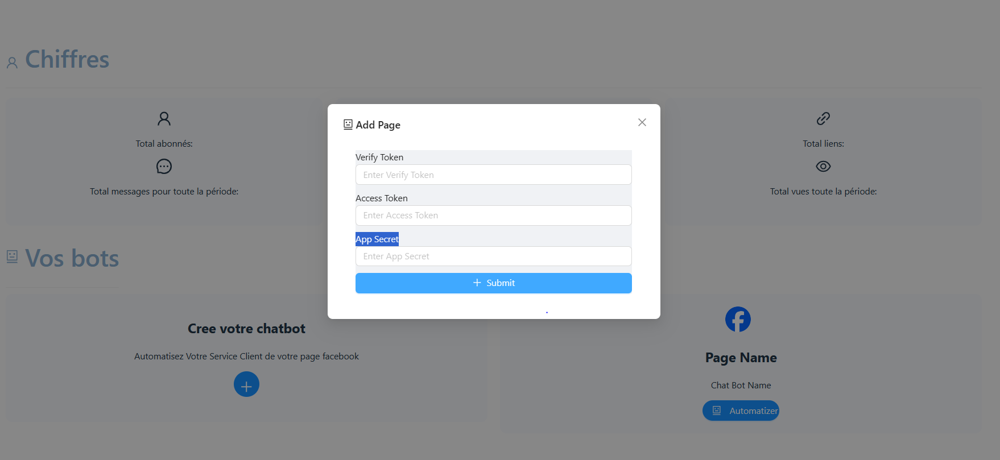 Chiffres
Total abonnés:
Total messages pour toute la période:
Total liens:
Total vues toute la période:
Add Page
Verify Token
Enter Verify Token
Access Token
Enter Access Token
App Secret
Enter App Secret
Submit
Vos bots
Cree votre chatbot
Automatisez Votre Service Client de votre page facebook
Page Name
Chat Bot Name
Automatizer